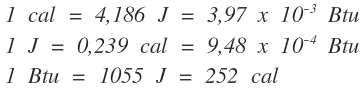 1 cal = 4,186 J = 3,97 x 10⁻³ Btu
1 J = 0,239 cal = 9,48 x 10⁻⁴ Btu
1 Btu = 1055 J = 252 cal